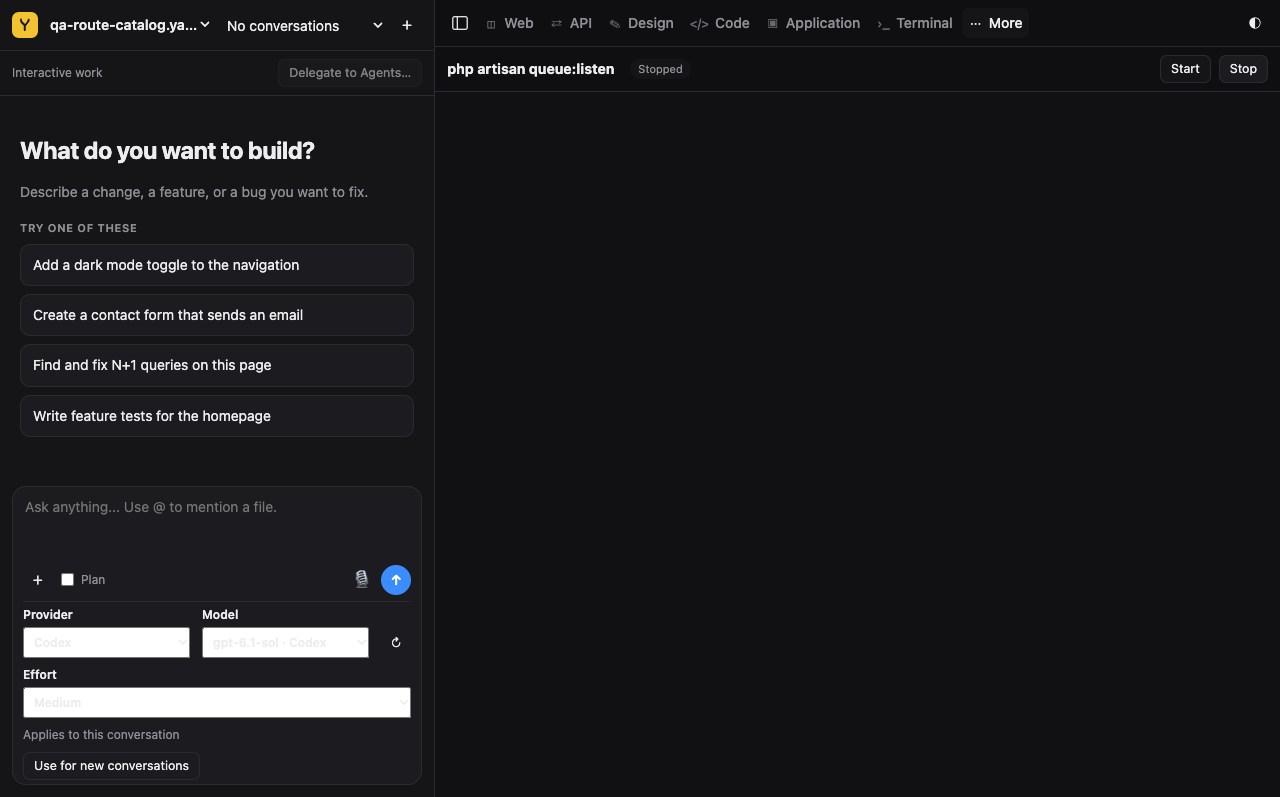 Y qa-route-catalog.ya... No conversations +
Interactive work Delegate to Agents...
What do you want to build?
Describe a change, a feature, or a bug you want to fix.
TRY ONE OF THESE
Add a dark mode toggle to the navigation
Create a contact form that sends an email
Find and fix N+1 queries on this page
Write feature tests for the homepage
Ask anything... Use @ to mention a file.
+ Plan
Provider Model
Codex gpt-6.1-sol · Codex
Effort
Medium
Applies to this conversation
Use for new conversations
Web API Design </> Code Application >_ Terminal ... More
php artisan queue:listen Stopped Start Stop